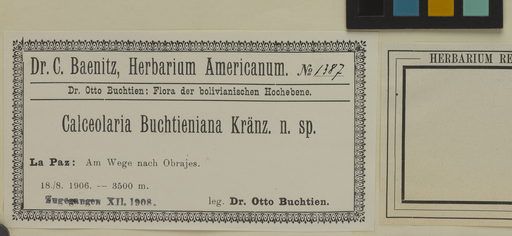 Dr. C. Baenitz, Herbarium Americanum. No 1387
Dr. Otto Buchtien: Flora der bolivianischen Hochebene.
Calceolaria Buchtieniana Kränz. n. sp.
La Paz: Am Wege nach Obrajes.
18./8. 1906. — 3500 m.
Zugegangen XII. 1908.
leg. Dr. Otto Buchtien.
HERBARIUM RE